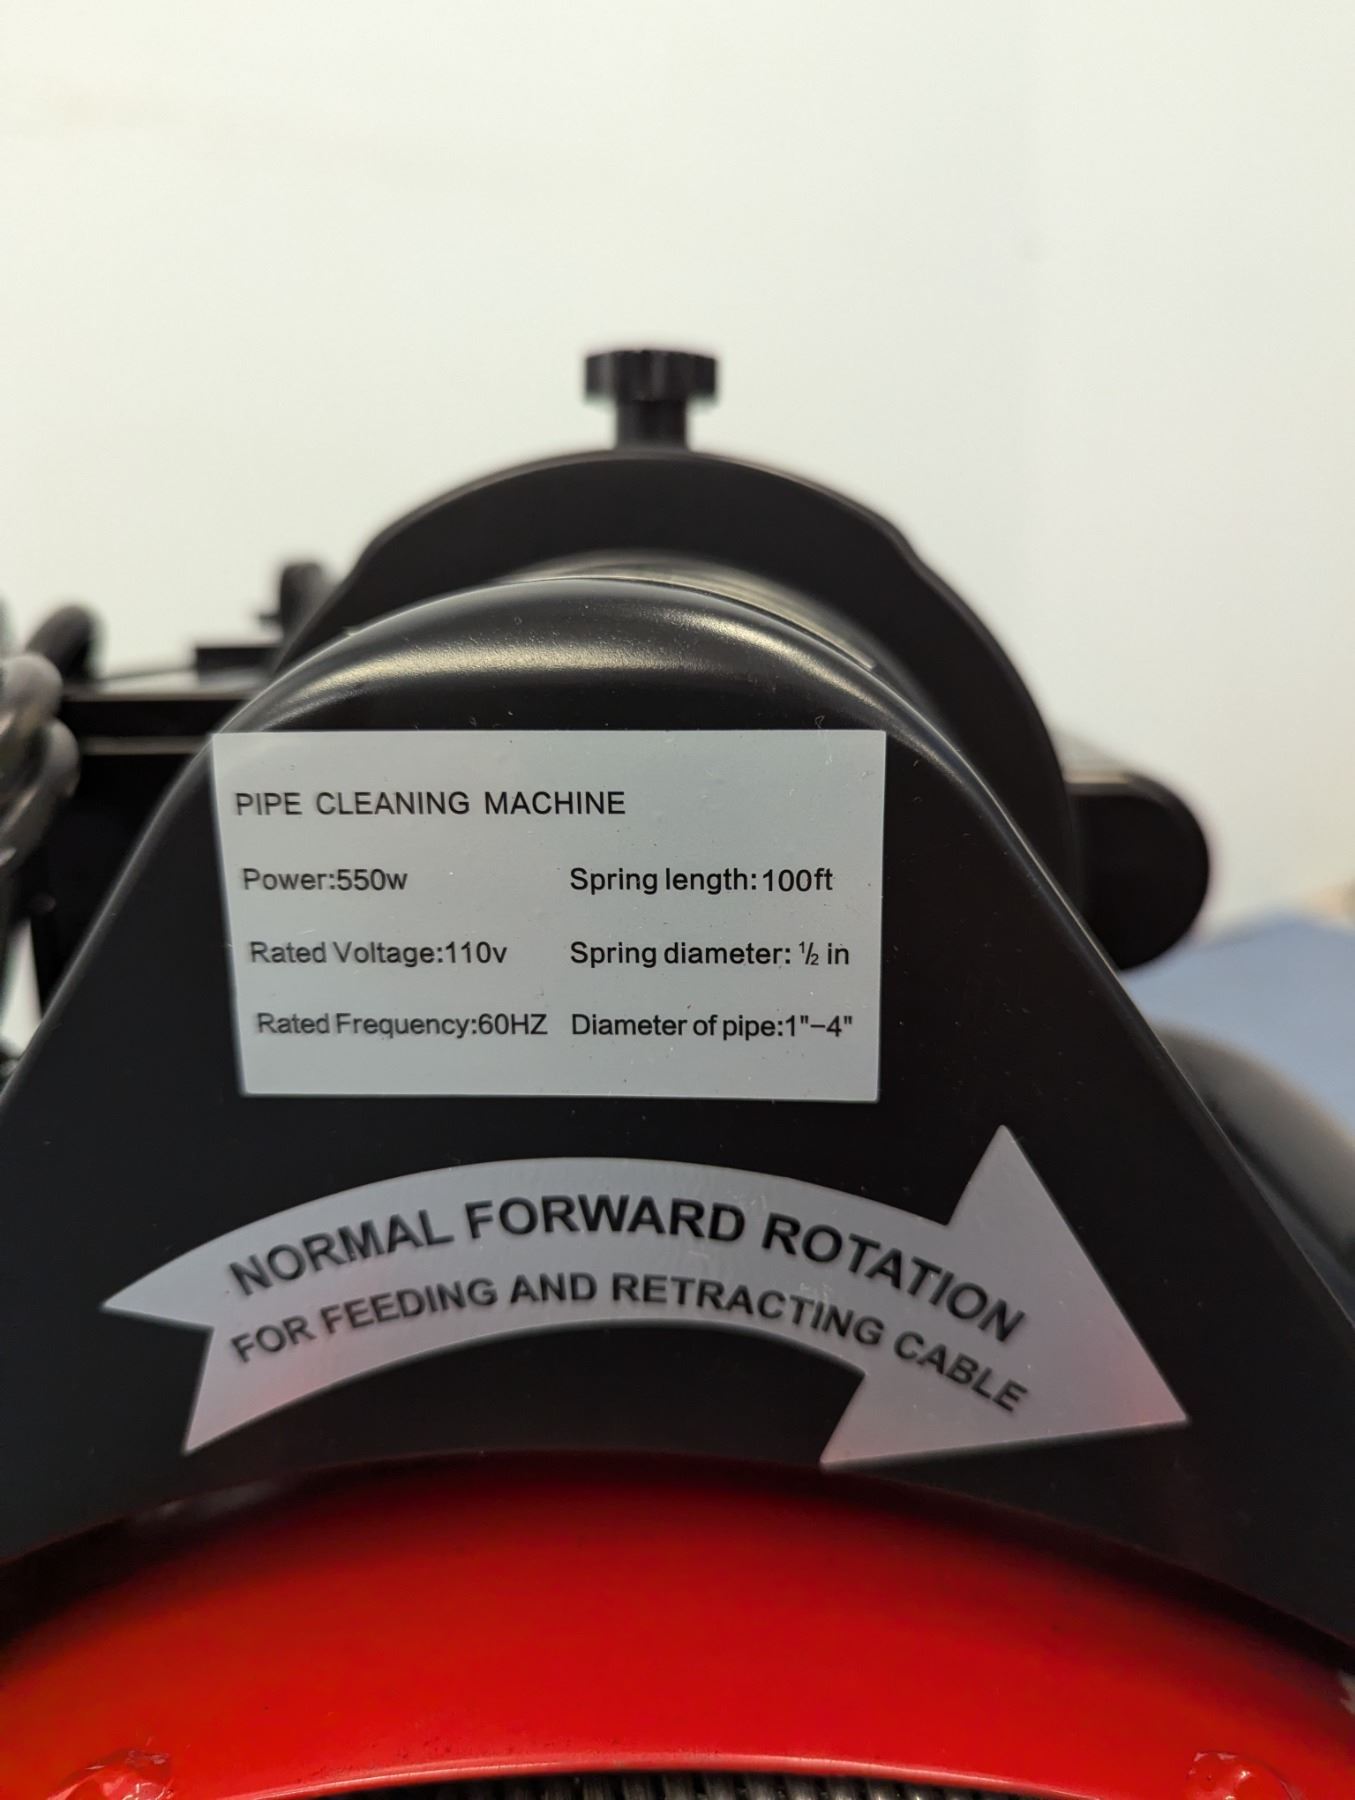 PIPE CLEANING MACHINE
Power:550w Spring length:100ft
Rated Voltage:110v Spring diameter: ½ in
Rated Frequency:60HZ Diameter of pipe:1"–4"
NORMAL FORWARD ROTATION
FOR FEEDING AND RETRACTING CABLE